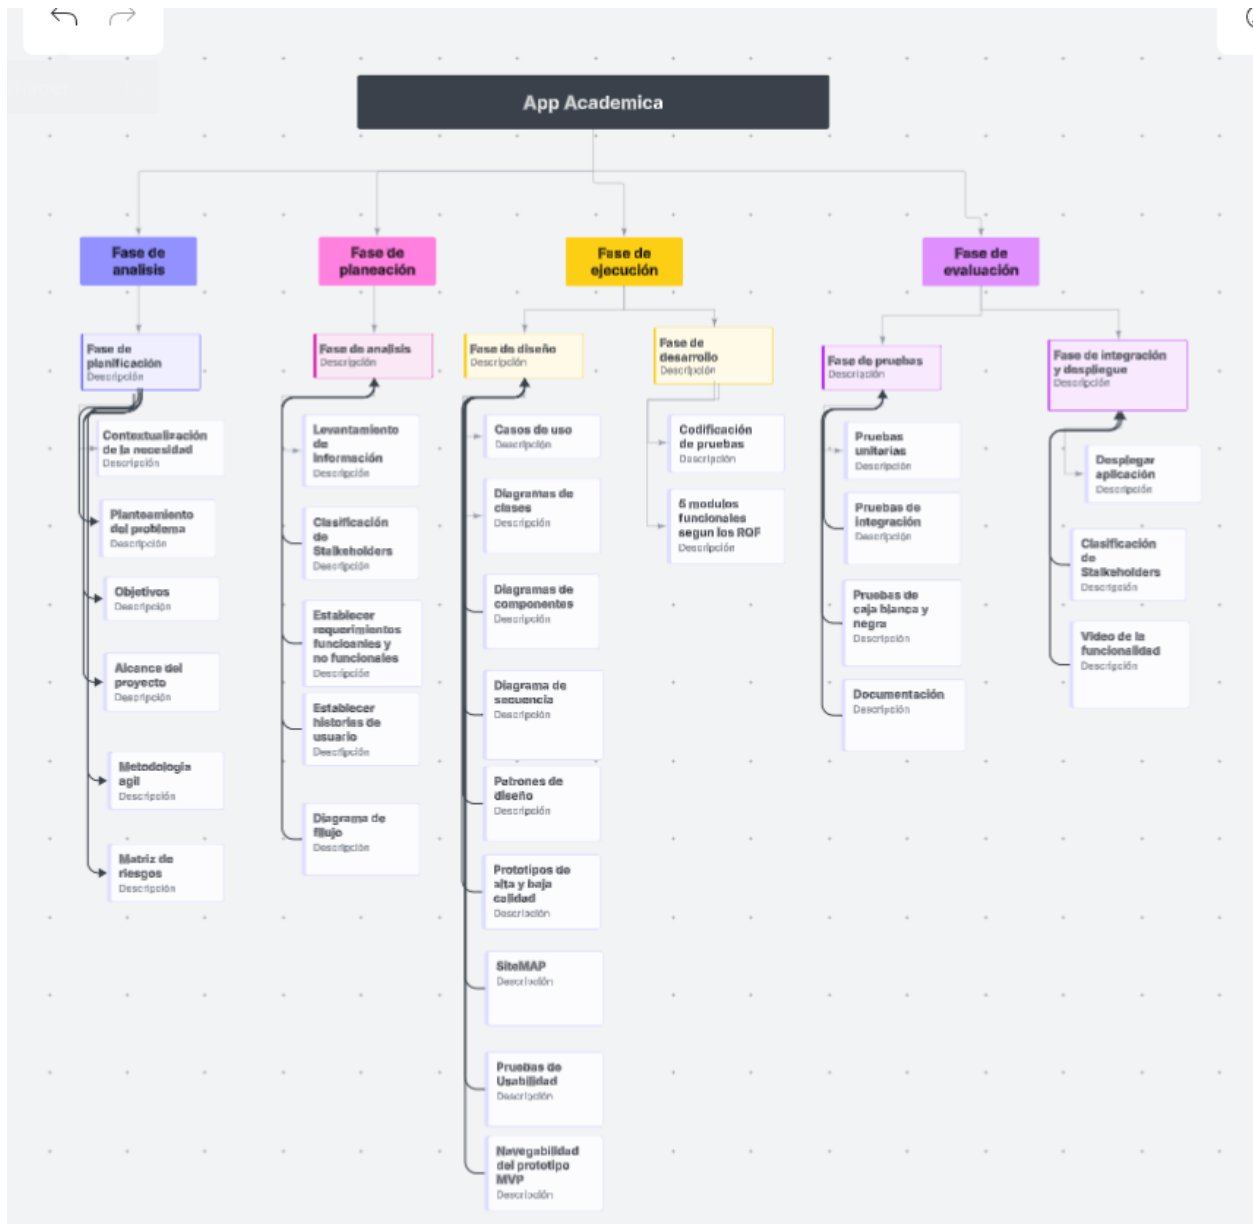 App Academica
Fase de
analisis
Fase de
planeación
Fase de
ejecución
Fase de
evaluación
Fase de
planificación
Descripción
Contextualización
de la necesidad
Descripción
Planteamiento
del problema
Descripción
Objetivos
Descripción
Alcance del
proyecto
Descripción
Metodologia
agil
Descripción
Matriz de
riesgos
Descripción
Fase de analisis
Descripción
Levantamiento
de
información
Descripción
Clasificación
de
Stalkeholders
Descripción
Establecer
requerimientos
funcioanles y
no funcionales
Descripción
Establecer
historias de
usuario
Descripción
Diagrama de
fllujo
Descripción
Fase de diseño
Descripción
Casos de uso
Descripción
Diagramas de
clases
Descripción
Diagramas de
componentes
Descripción
Diagrama de
secuencia
Descripción
Patrones de
diseño
Descripción
Prototipos de
alta y baja
calidad
Descripción
SiteMAP
Descripción
Pruebas de
Usabilidad
Descripción
Navegabilidad
del prototipo
MVP
Descripción
Fase de
desarrollo
Descripción
Codificación
de pruebas
Descripción
modulos
funcionales
segun los RQF
Descripción
Fase de pruebas
Descripción
Pruebas
unitarias
Descripción
Pruebas de
integración
Descripción
Pruebas de
caja blanca y
negra
Descripción
Documentación
Descripción
Fase de integración
y despliegue
Descripción
Desplegar
aplicación
Descripción
Clasificación
de
Stalkeholders
Descripción
Video de la
funcionalidad
Descripción